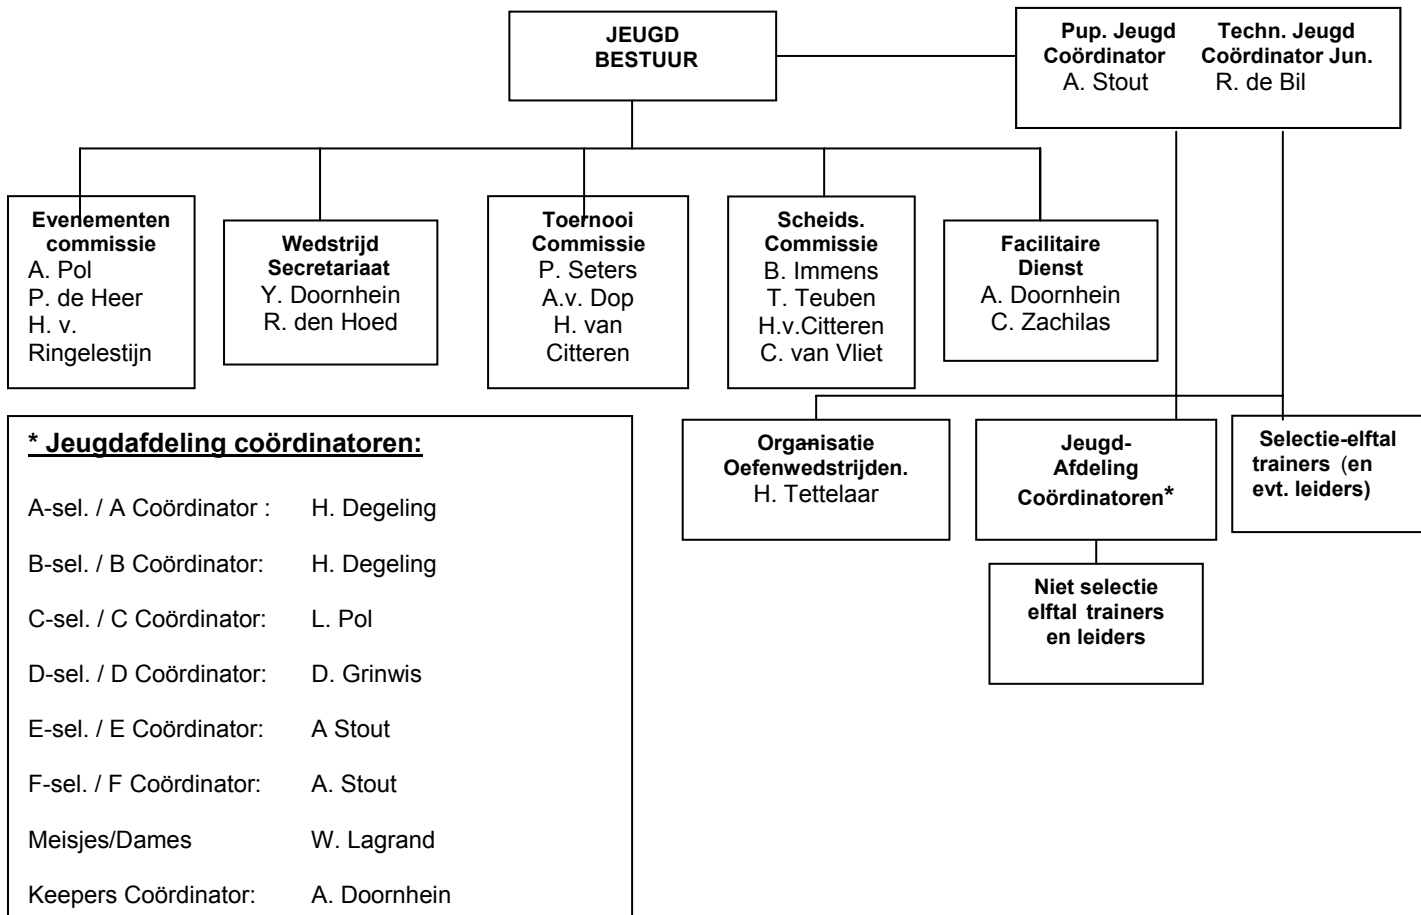 JEUGD
BESTUUR
Pup. Jeugd
Coördinator
A. Stout
Techn. Jeugd
Coördinator Jun.
R. de Bil
Evenementen
commissie
A. Pol
P. de Heer
H. v.
Ringelestijn
Wedstrijd
Secretariaat
Y. Doornhein
R. den Hoed
Toernooi
Commissie
P. Seters
A.v. Dop
H. van
Citteren
Scheids.
Commissie
B. Immens
T. Teuben
H.v.Citteren
C. van Vliet
Facilitaire
Dienst
A. Doornhein
C. Zachilas
Organisatie
Oefenwedstrijden.
H. Tettelaar
Jeugd-
Afdeling
Coördinatoren*
Selectie-elftal
trainers (en
evt. leiders)
Niet selectie
elftal trainers
en leiders
* Jeugdafdeling coördinatoren:
A-sel. / A Coördinator : H. Degeling
B-sel. / B Coördinator: H. Degeling
C-sel. / C Coördinator: L. Pol
D-sel. / D Coördinator: D. Grinwis
E-sel. / E Coördinator: A Stout
F-sel. / F Coördinator: A. Stout
Meisjes/Dames W. Lagrand
Keepers Coördinator: A. Doornhein